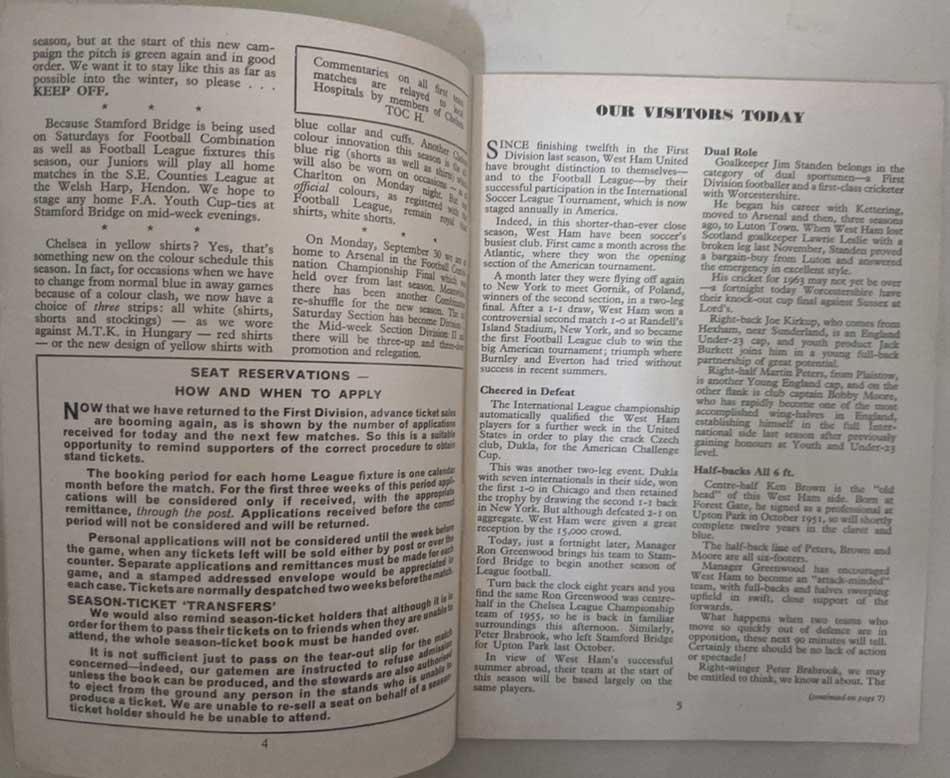 season, but at the start of this new cam-
paign the pitch is green again and in good
order. We want it to stay like this as far as
possible into the winter, so please . . .
KEEP OFF.
* * *
Because Stamford Bridge is being used
on Saturdays for Football Combination
as well as Football League fixtures this
season, our Juniors will play all home
matches in the S.E. Counties League at
the Welsh Harp, Hendon. We hope to
stage any home F.A. Youth Cup-ties at
Stamford Bridge on mid-week evenings.
* * *
Chelsea in yellow shirts? Yes, that's
something new on the colour schedule this
season. In fact, for occasions when we have
to change from normal blue in away games
because of a colour clash, we now have a
choice of three strips: all white (shirts,
shorts and stockings) — as we wore
against M.T.K. in Hungary — red shirts
— or the new design of yellow shirts with
Commentaries on all first team
matches are relayed to local
Hospitals by members of Chelsea
TOC H.
blue collar and cuffs. Another Chelsea
colour innovation this season is the all
blue rig (shorts as well as shirts) which
will also be worn on occasions — as at
Charlton on Monday night. But our
official colours, as registered with the
Football League, remain royal blue
shirts, white shorts.
* * *
On Monday, September 30 we are at
home to Arsenal in the Football Combi-
nation Championship Final which was
held over from last season. Meanwhile
there has been another Combination
re-shuffle for the new season. The
Saturday Section has become Division I,
the Mid-week Section Division II and
there will be three-up and three-down
promotion and relegation.
SEAT RESERVATIONS —
HOW AND WHEN TO APPLY
NOW that we have returned to the First Division, advance ticket sales
are booming again, as is shown by the number of applications
received for today and the next few matches. So this is a suitable
opportunity to remind supporters of the correct procedure to obtain
stand tickets.
The booking period for each home League fixture is one calendar
month before the match. For the first three weeks of this period appli-
cations will be considered only if received, with the appropriate
remittance, through the post. Applications received before the correct
period will not be considered and will be returned.
Personal applications will not be considered until the week before
the game, when any tickets left will be sold either by post or over the
counter. Separate applications and remittances must be made for each
game, and a stamped addressed envelope would be appreciated in
each case. Tickets are normally despatched two weeks before the match.
SEASON-TICKET 'TRANSFERS'
We would also remind season-ticket holders that although it is in
order for them to pass their tickets on to friends when they are unable to
attend, the whole season-ticket book must be handed over.
It is not sufficient just to pass on the tear-out slip for the match
concerned—indeed, our gatemen are instructed to refuse admission
unless the book can be produced, and the stewards are also authorised
to eject from the ground any person in the stands who is unable to
produce a ticket. We are unable to re-sell a seat on behalf of a season-
ticket holder should he be unable to attend.
4
OUR VISITORS TODAY
SINCE finishing twelfth in the First
Division last season, West Ham United
have brought distinction to themselves—
and to the Football League—by their
successful participation in the International
Soccer League Tournament, which is now
staged annually in America.
Indeed, in this shorter-than-ever close
season, West Ham have been soccer's
busiest club. First came a month across the
Atlantic, where they won the opening
section of the American tournament.
A month later they were flying off again
to New York to meet Gornik, of Poland,
winners of the second section, in a two-leg
final. After a 1-1 draw, West Ham won a
controversial second match 1-0 at Randell's
Island Stadium, New York, and so became
the first Football League club to win the
big American tournament; triumph where
Burnley and Everton had tried without
success in recent summers.
Cheered in Defeat
The International League championship
automatically qualified the West Ham
players for a further week in the United
States in order to play the crack Czech
club, Dukla, for the American Challenge
Cup.
This was another two-leg event. Dukla
with seven internationals in their side, won
the first 1-0 in Chicago and then retained
the trophy by drawing the second 1-1 back
in New York. But although defeated 2-1 on
aggregate. West Ham were given a great
reception by the 15,000 crowd.
Today, just a fortnight later, Manager
Ron Greenwood brings his team to Stam-
ford Bridge to begin another season of
League football.
Turn back the clock eight years and you
find the same Ron Greenwood was centre-
half in the Chelsea League Championship
team of 1955, so he is back in familiar
surroundings this afternoon. Similarly,
Peter Brabrook, who left Stamford Bridge
for Upton Park last October.
In view of West Ham's successful
summer abroad, their team at the start of
this season will be based largely on the
same players.
Dual Role
Goalkeeper Jim Standen belongs in the
category of dual sportsmen—a First
Division footballer and a first-class cricketer
with Worcestershire.
He began his career with Kettering,
moved to Arsenal and then, three seasons
ago, to Luton Town. When West Ham lost
Scotland goalkeeper Lawrie Leslie with a
broken leg last November, Standen proved
a bargain-buy from Luton and answered
the emergency in excellent style.
His cricket for 1963 may not yet be over
—a fortnight today Worcestershire have
their knock-out cup final against Sussex at
Lord's.
Right-back Joe Kirkup, who comes from
Hexham, near Sunderland, is an England
Under-23 cap, and youth product Jack
Burkett joins him in a young full-back
partnership of great potential.
Right-half Martin Peters, from Plaistow,
is another Young England cap, and on the
other flank is club captain Bobby Moore,
who has rapidly become one of the most
accomplished wing-halves in England,
establishing himself in the full Inter-
national side last season after previously
gaining honours at Youth and Under-23
level.
Half-backs All 6 ft.
Centre-half Ken Brown is the "old
head" of this West Ham side. Born at
Forest Gate, he signed as a professional at
Upton Park in October 1951, so will shortly
complete twelve years in the claret and
blue.
The half-back line of Peters, Brown and
Moore are all six-footers.
Manager Greenwood has encouraged
West Ham to become an "attack-minded"
team, with full-backs and halves sweeping
upfield in swift, close support of the
forwards.
What happens when two teams who
move so quickly out of defence are in
opposition, these next 90 minutes will tell.
Certainly there should be no lack of action
or spectacle!
Right-winger Peter Brabrook, we may
be entitled to think, we know all about. The
(continued on page 7)
5